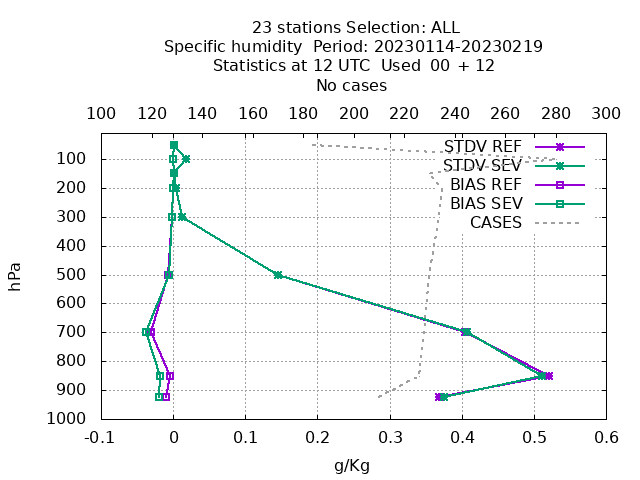 23 stations Selection: ALL
Specific humidity  Period: 20230114-20230219
Statistics at 12 UTC  Used  00 + 12
No cases
100 120 140 160 180 200 220 240 260 280 300
STDV REF
STDV SEV
BIAS REF
BIAS SEV
CASES
hPa
100
200
300
400
500
600
700
800
900
1000
-0.1 0 0.1 0.2 0.3 0.4 0.5 0.6
g/Kg